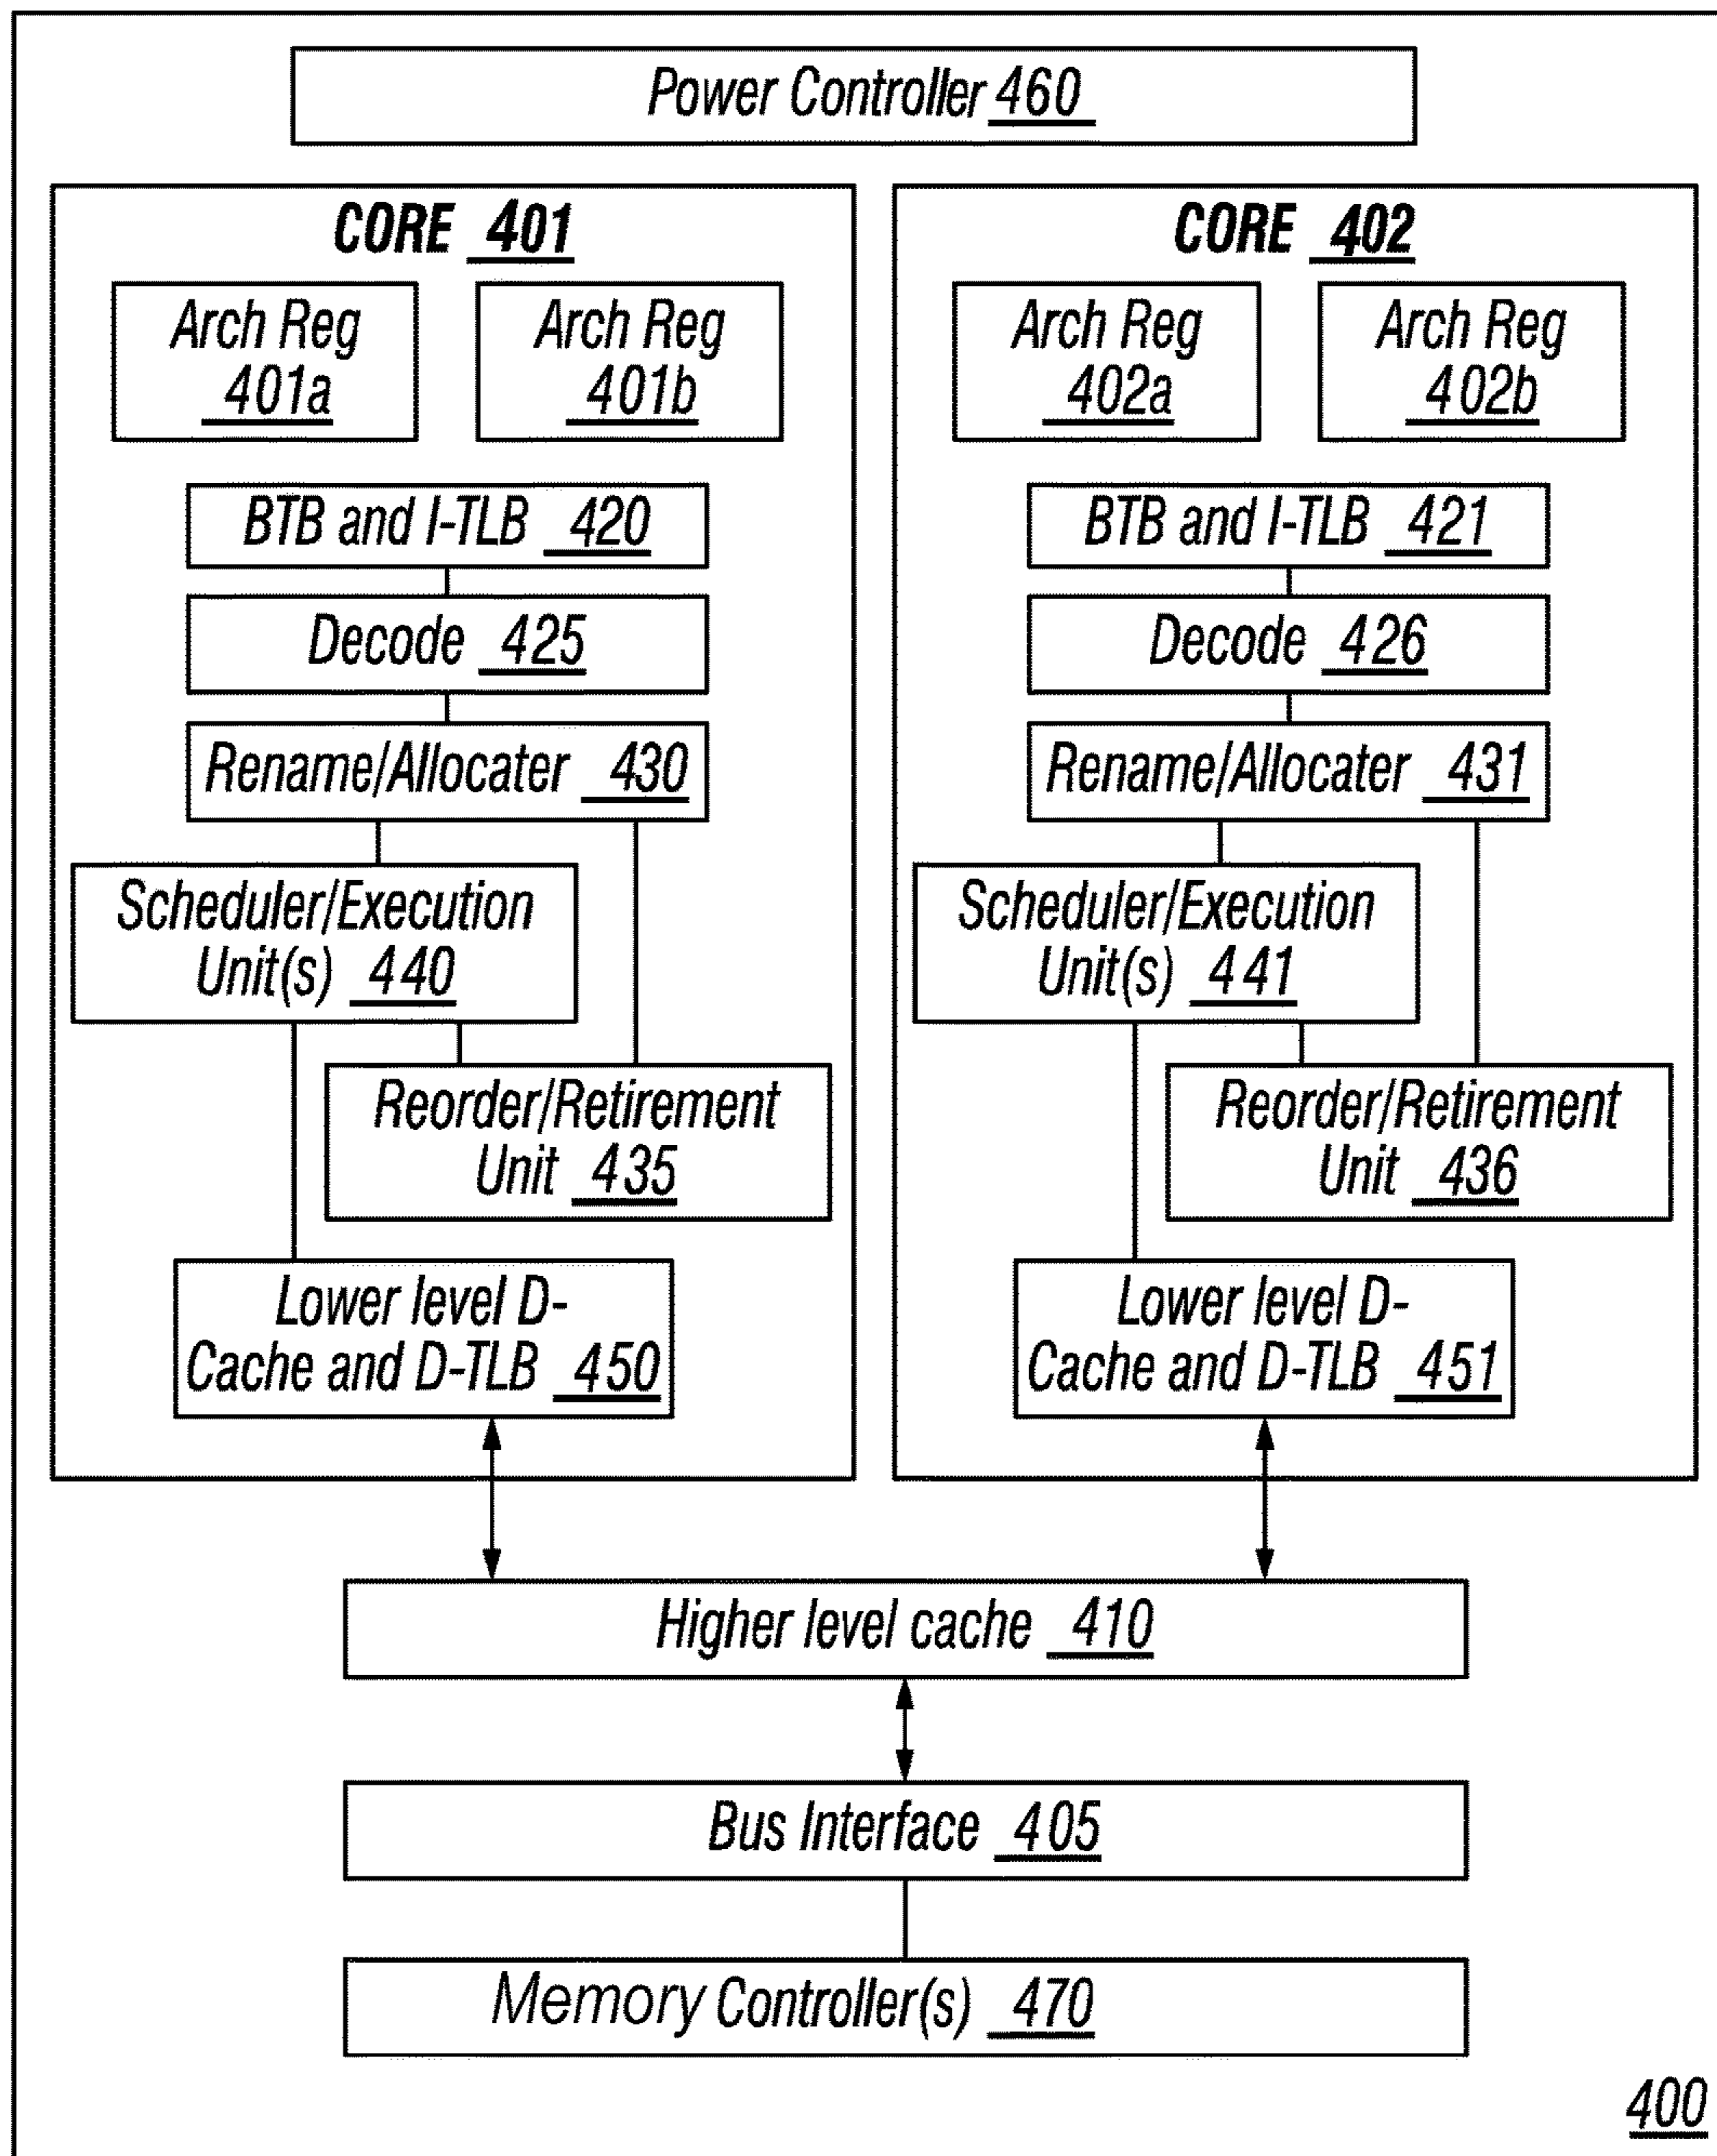 Power Controller 460
CORE 401
Arch Reg
401a
Arch Reg
401b
BTB and I-TLB 420
Decode 425
Rename/Allocater 430
Scheduler/Execution
Unit(s) 440
Reorder/Retirement
Unit 435
Lower level D-
Cache and D-TLB 450
CORE 402
Arch Reg
402a
Arch Reg
402b
BTB and I-TLB 421
Decode 426
Rename/Allocater 431
Scheduler/Execution
Unit(s) 441
Reorder/Retirement
Unit 436
Lower level D-
Cache and D-TLB 451
Higher level cache 410
Bus Interface 405
Memory Controller(s) 470
400